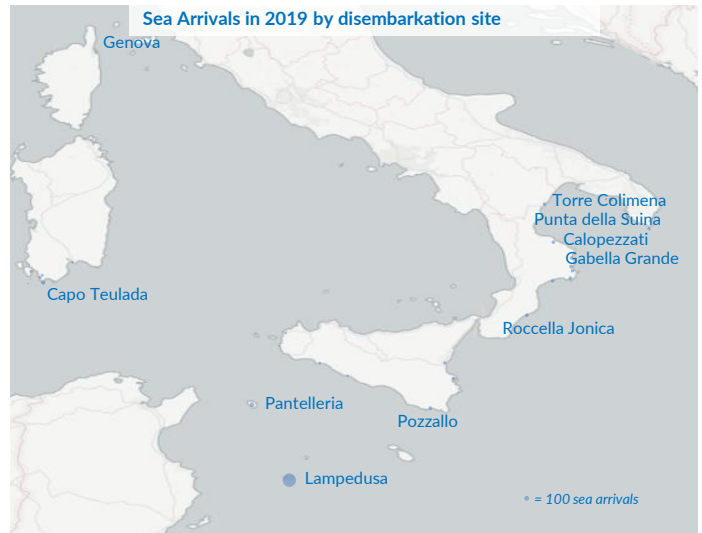 Sea Arrivals in 2019 by disembarkation site
Genova
Torre Colimena
Punta della Suina
Calopezzati
Gabella Grande
Capo Teulada
Roccella Jonica
Pantelleria
Pozzallo
Lampedusa
= 100 sea arrivals